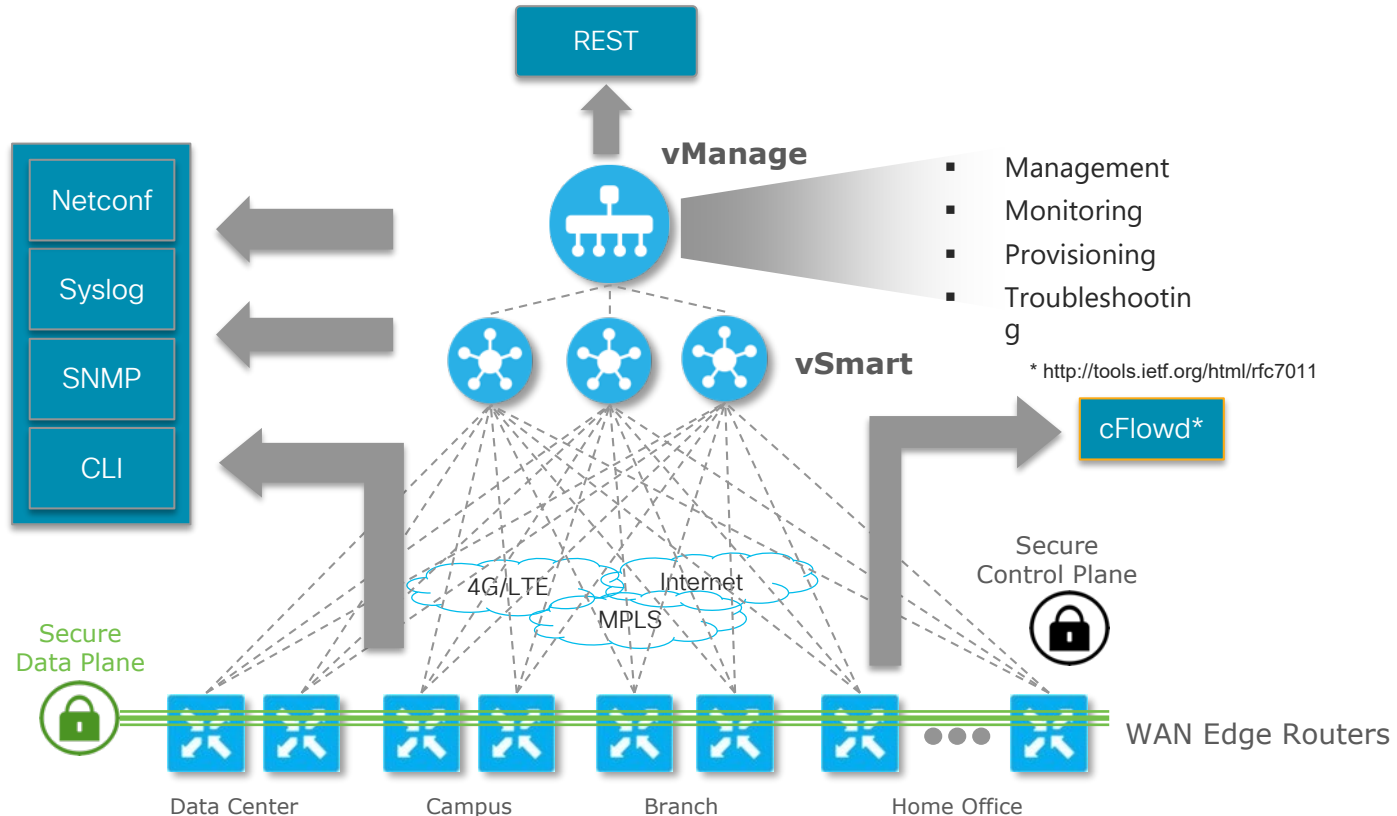 REST
vManage
Netconf
Syslog
SNMP
CLI
▪ Management
▪ Monitoring
▪ Provisioning
▪ Troubleshootin
g
vSmart
* http://tools.ietf.org/html/rfc7011
cFlowd*
4G/LTE
Internet
MPLS
Secure
Control Plane
Secure
Data Plane
WAN Edge Routers
Data Center
Campus
Branch
Home Office